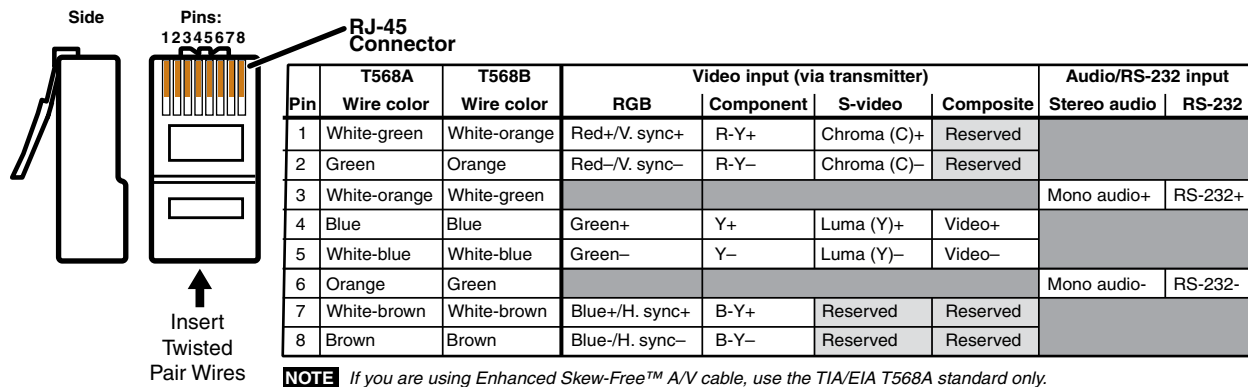 Side
Pins:
12345678
RJ-45
Connector
Insert
Twisted
Pair Wires
T568A T568B Video input (via transmitter) Audio/RS-232 input
Pin Wire color Wire color RGB Component S-video Composite Stereo audio RS-232
1 White-green White-orange Red+/V. sync+ R-Y+ Chroma (C)+ Reserved
2 Green Orange Red–/V. sync– R-Y– Chroma (C)– Reserved
3 White-orange White-green Mono audio+ RS-232+
4 Blue Blue Green+ Y+ Luma (Y)+ Video+
5 White-blue White-blue Green– Y– Luma (Y)– Video–
6 Orange Green Mono audio- RS-232-
7 White-brown White-brown Blue+/H. sync+ B-Y+ Reserved Reserved
8 Brown Brown Blue-/H. sync– B-Y– Reserved Reserved
NOTE If you are using Enhanced Skew-Free™ A/V cable, use the TIA/EIA T568A standard only.